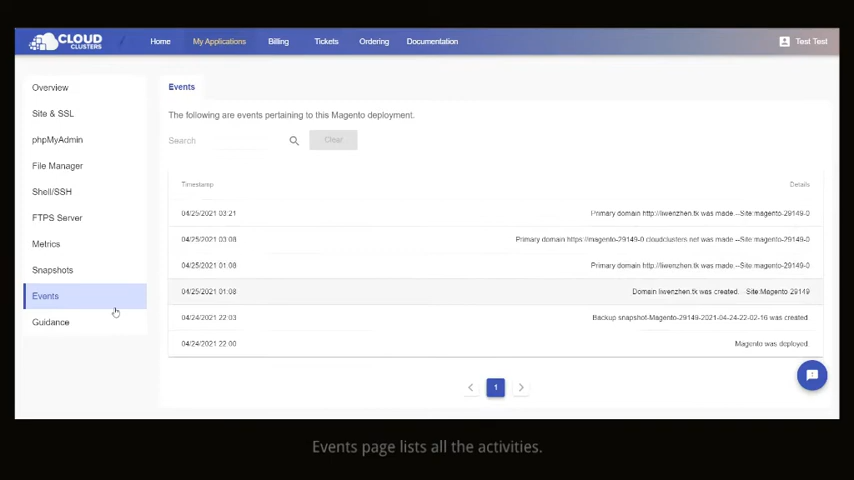 CLOUD
CLUSTERS
Home
My Applications
Billing
Tickets
Ordering
Documentation
Test Test
Overview
Site & SSL
phpMyAdmin
File Manager
Shell/SSH
FTPS Server
Metrics
Snapshots
Events
Guidance
Events
The following are events pertaining to this Magento deployment.
Search
Clear
Timestamp Details
04/25/2021 03:21 Primary domain http://liwenzhen.tk was made.--Site:magento-29149-0
04/25/2021 03:08 Primary domain https://magento-29149-0.cloudclusters.net was made.--Site:magento-29149-0
04/25/2021 01:08 Primary domain http://liwenzhen.tk was made.--Site:magento-29149-0
04/25/2021 01:08 Domain liwenzhen.tk was created. --Site:Magento-29149
04/24/2021 22:03 Backup snapshot-Magento-29149-2021-04-24-22-02-16 was created.
04/24/2021 22:00 Magento was deployed.
1
Events page lists all the activities.